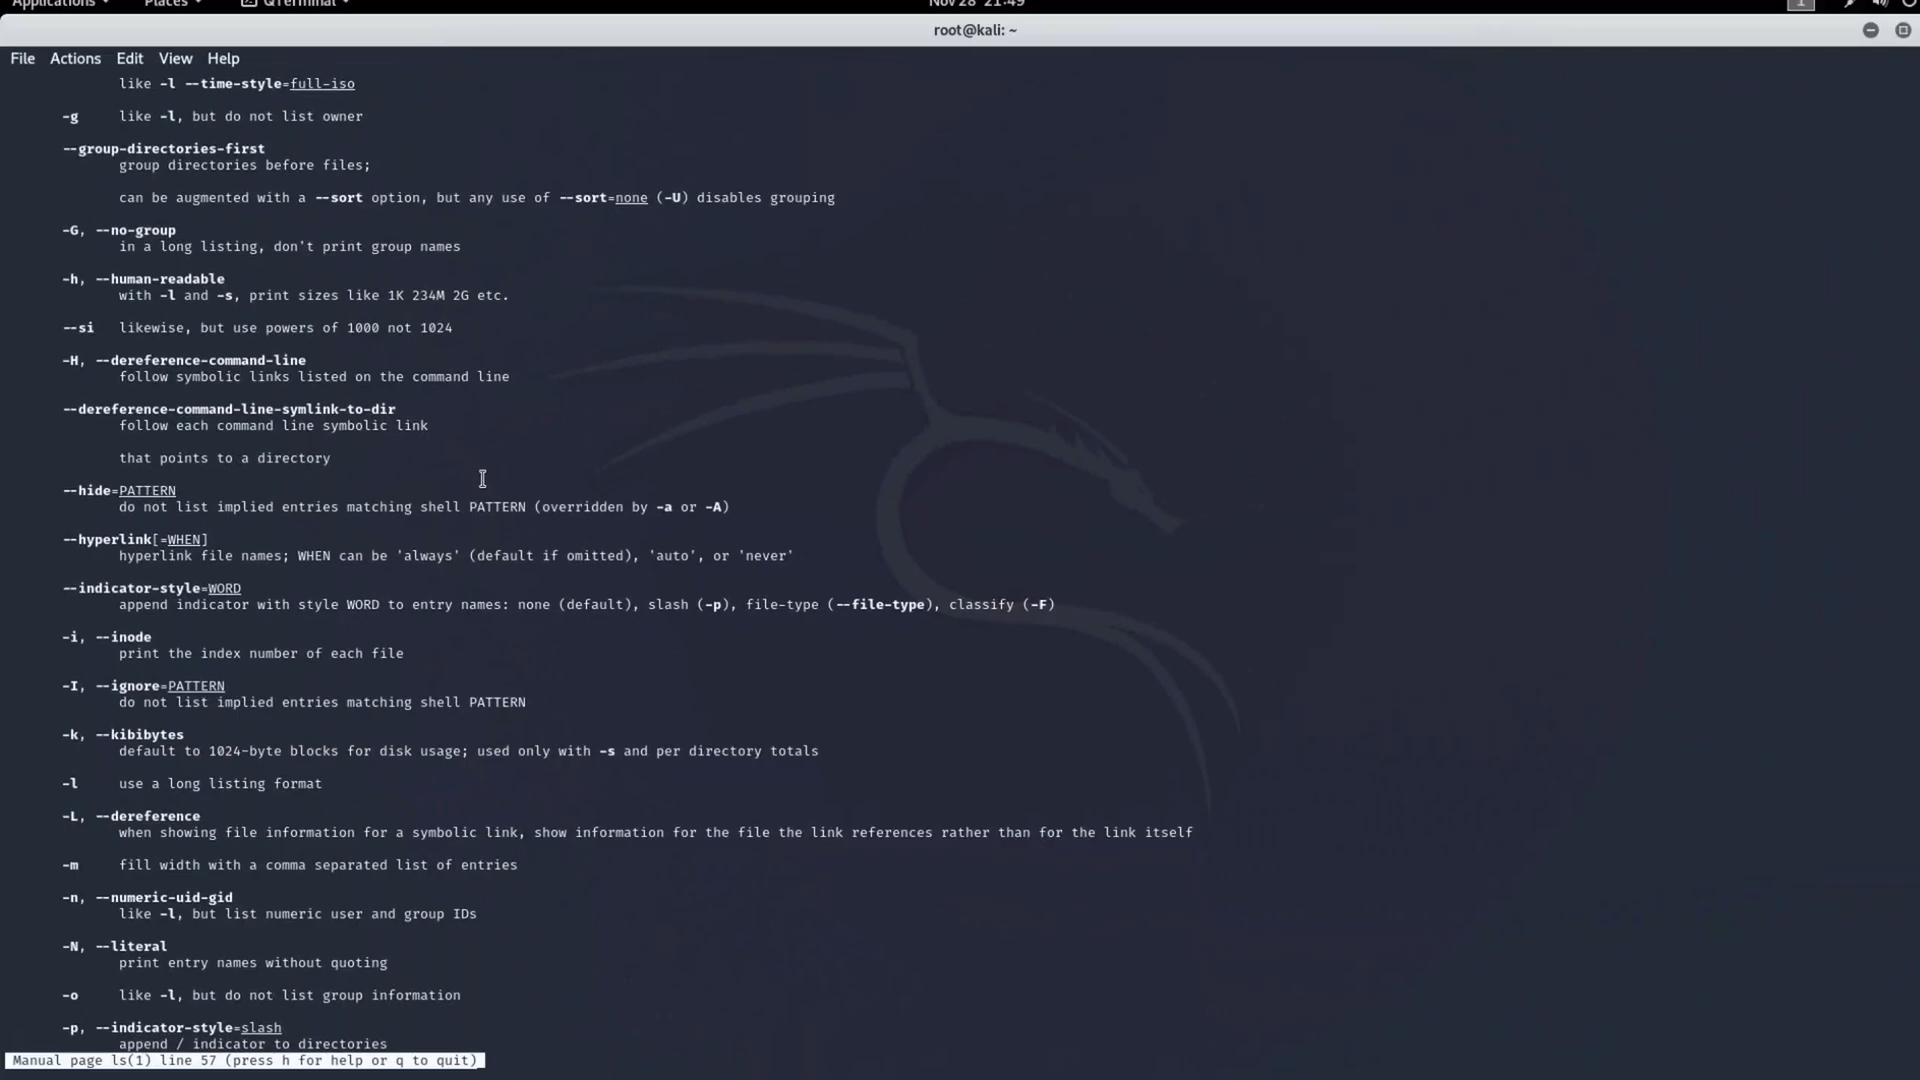 Applications
Places
QTerminal
Nov 28 21:49
1
root@kali: ~
File Actions Edit View Help
like -l --time-style=full-iso
-g like -l, but do not list owner
--group-directories-first
group directories before files;
can be augmented with a --sort option, but any use of --sort=none (-U) disables grouping
-G, --no-group
in a long listing, don't print group names
-h, --human-readable
with -l and -s, print sizes like 1K 234M 2G etc.
--si likewise, but use powers of 1000 not 1024
-H, --dereference-command-line
follow symbolic links listed on the command line
--dereference-command-line-symlink-to-dir
follow each command line symbolic link
that points to a directory
--hide=PATTERN
do not list implied entries matching shell PATTERN (overridden by -a or -A)
--hyperlink[=WHEN]
hyperlink file names; WHEN can be 'always' (default if omitted), 'auto', or 'never'
--indicator-style=WORD
append indicator with style WORD to entry names: none (default), slash (-p), file-type (--file-type), classify (-F)
-i, --inode
print the index number of each file
-I, --ignore=PATTERN
do not list implied entries matching shell PATTERN
-k, --kibibytes
default to 1024-byte blocks for disk usage; used only with -s and per directory totals
-l use a long listing format
-L, --dereference
when showing file information for a symbolic link, show information for the file the link references rather than for the link itself
-m fill width with a comma separated list of entries
-n, --numeric-uid-gid
like -l, but list numeric user and group IDs
-N, --literal
print entry names without quoting
-o like -l, but do not list group information
-p, --indicator-style=slash
append / indicator to directories
Manual page ls(1) line 57 (press h for help or q to quit)